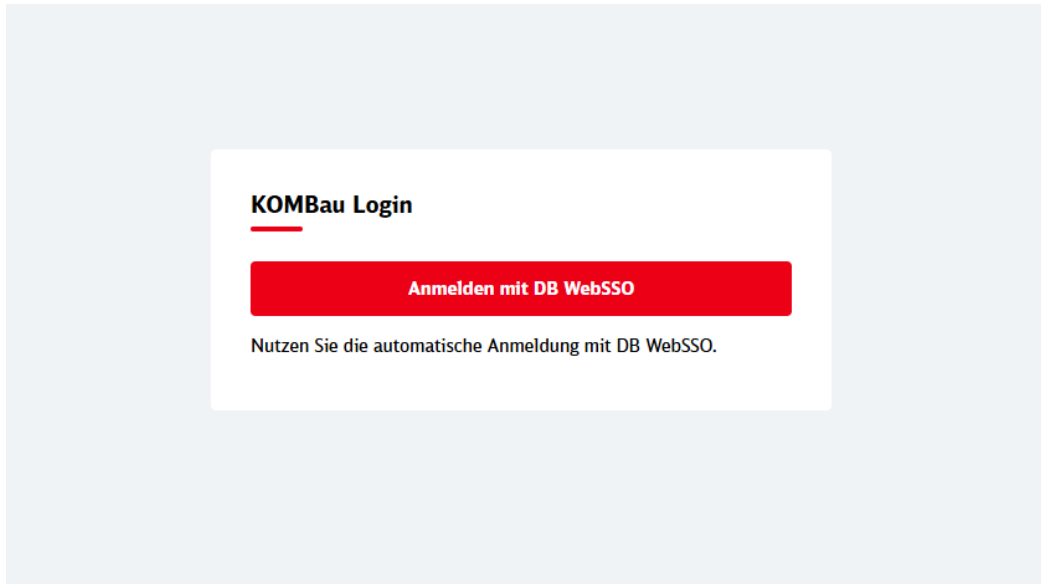 KOMBau Login
Anmelden mit DB WebSSO
Nutzen Sie die automatische Anmeldung mit DB WebSSO.